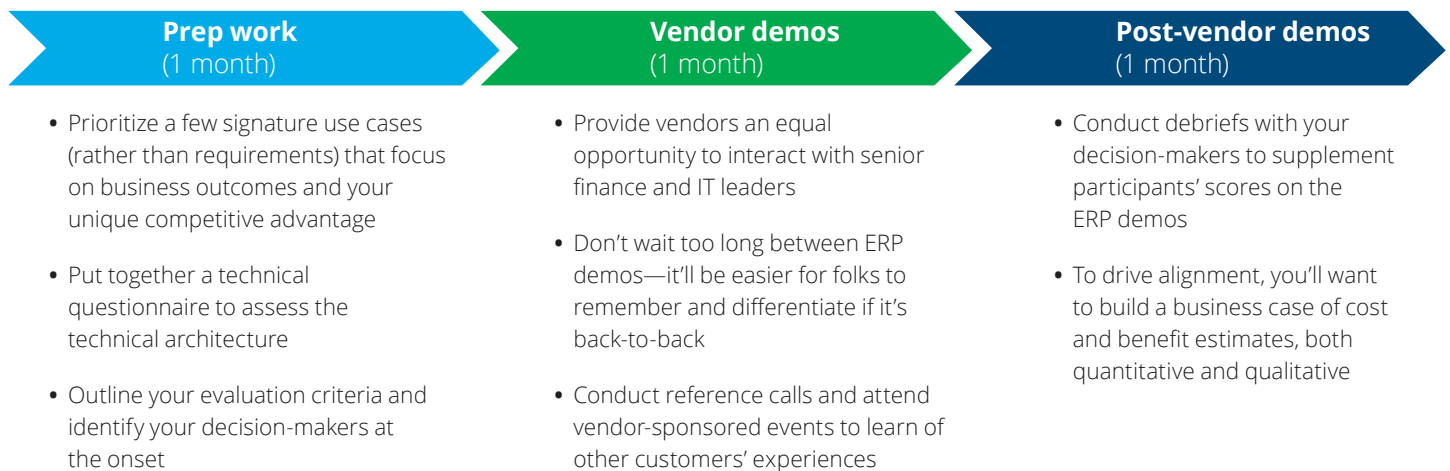 Prep work
(1 month)
• Prioritize a few signature use cases
(rather than requirements) that focus
on business outcomes and your
unique competitive advantage
• Put together a technical
questionnaire to assess the
technical architecture
• Outline your evaluation criteria and
identify your decision-makers at
the onset
Vendor demos
(1 month)
• Provide vendors an equal
opportunity to interact with senior
finance and IT leaders
• Don’t wait too long between ERP
demos—it’ll be easier for folks to
remember and differentiate if it’s
back-to-back
• Conduct reference calls and attend
vendor-sponsored events to learn of
other customers’ experiences
Post-vendor demos
(1 month)
• Conduct debriefs with your
decision-makers to supplement
participants’ scores on the
ERP demos
• To drive alignment, you’ll want
to build a business case of cost
and benefit estimates, both
quantitative and qualitative